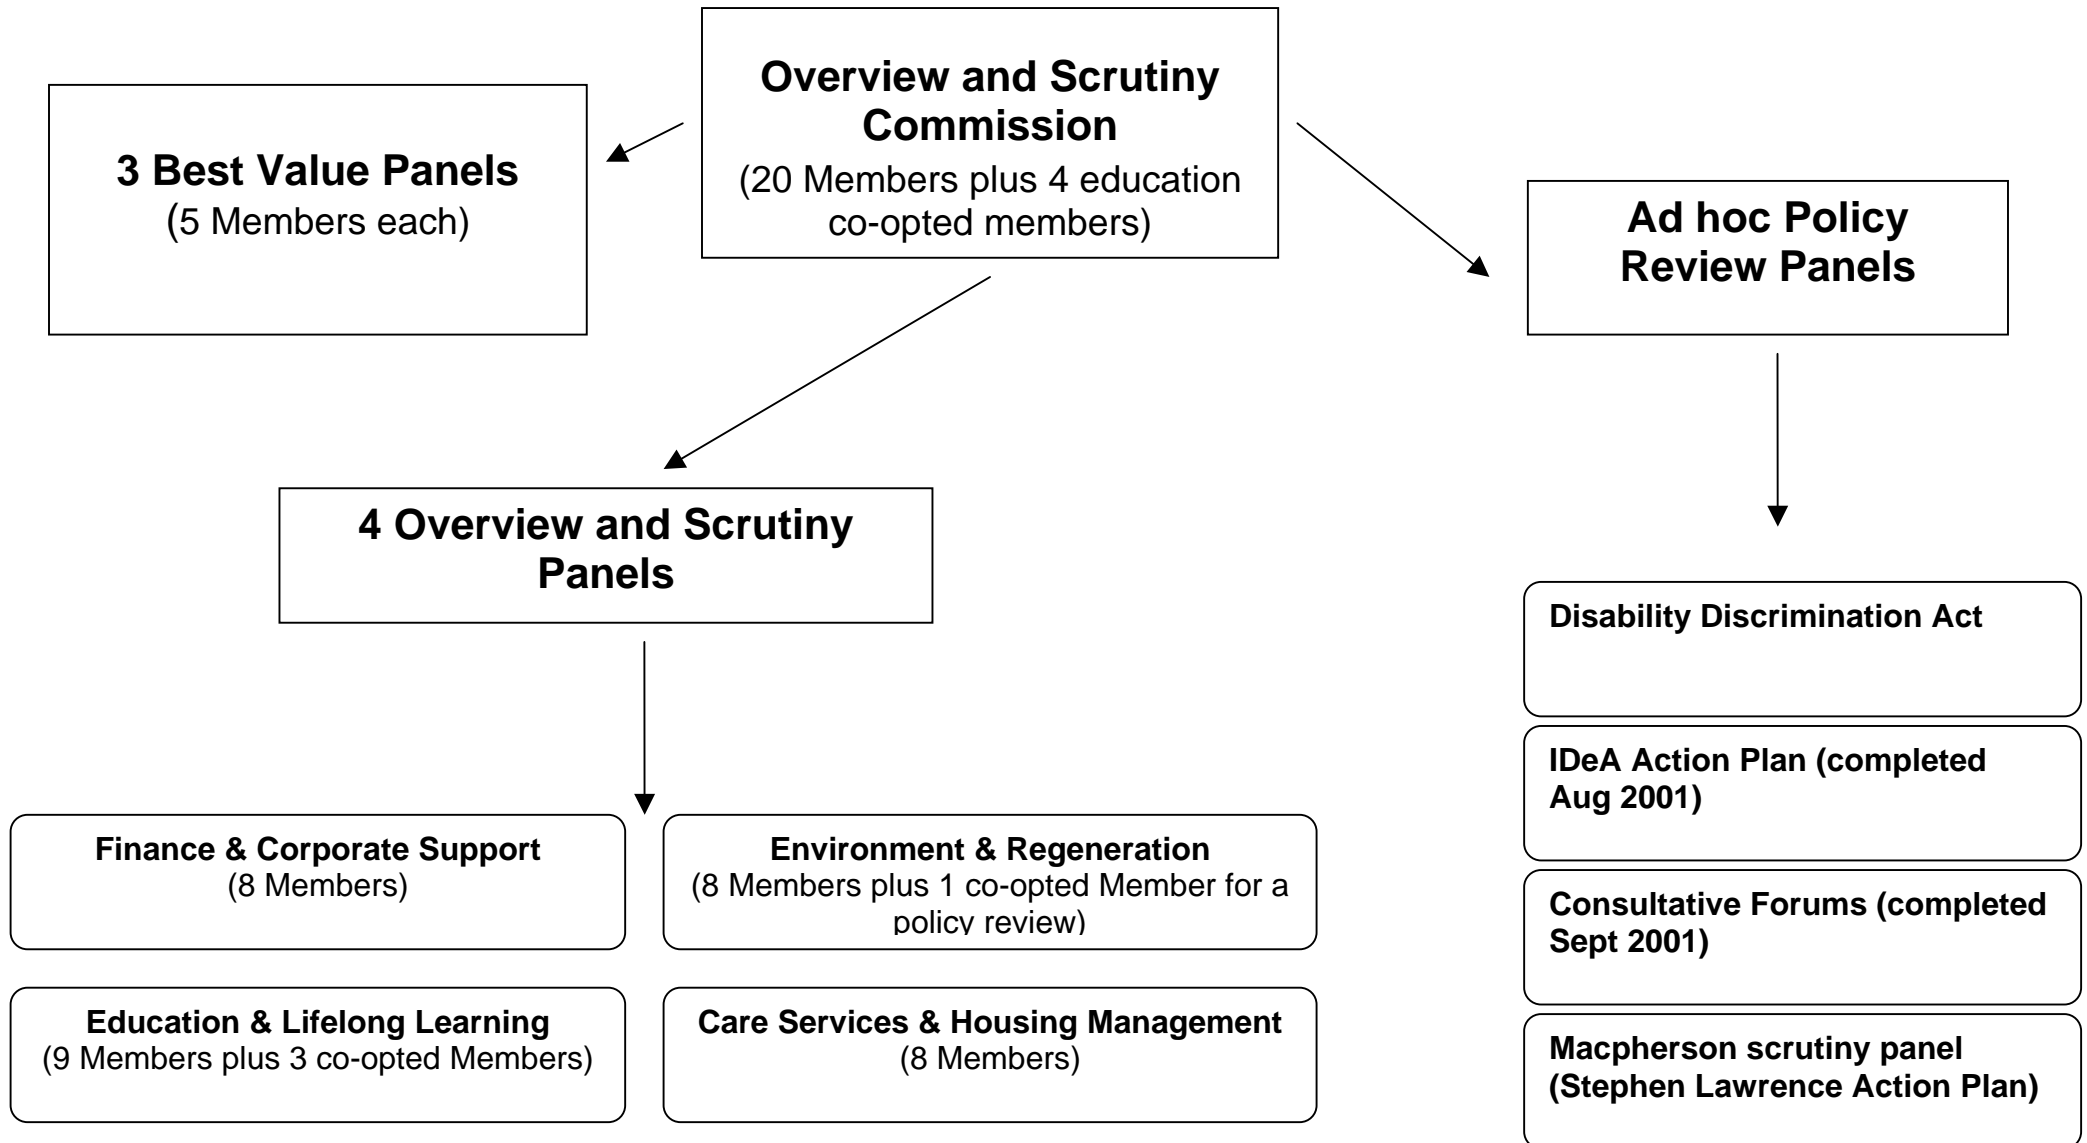 Overview and Scrutiny
Commission
(20 Members plus 4 education
co-opted members)
3 Best Value Panels
(5 Members each)
Ad hoc Policy
Review Panels
4 Overview and Scrutiny
Panels
Finance & Corporate Support
(8 Members)
Environment & Regeneration
(8 Members plus 1 co-opted Member for a
policy review)
Education & Lifelong Learning
(9 Members plus 3 co-opted Members)
Care Services & Housing Management
(8 Members)
Disability Discrimination Act
IDeA Action Plan (completed
Aug 2001)
Consultative Forums (completed
Sept 2001)
Macpherson scrutiny panel
(Stephen Lawrence Action Plan)